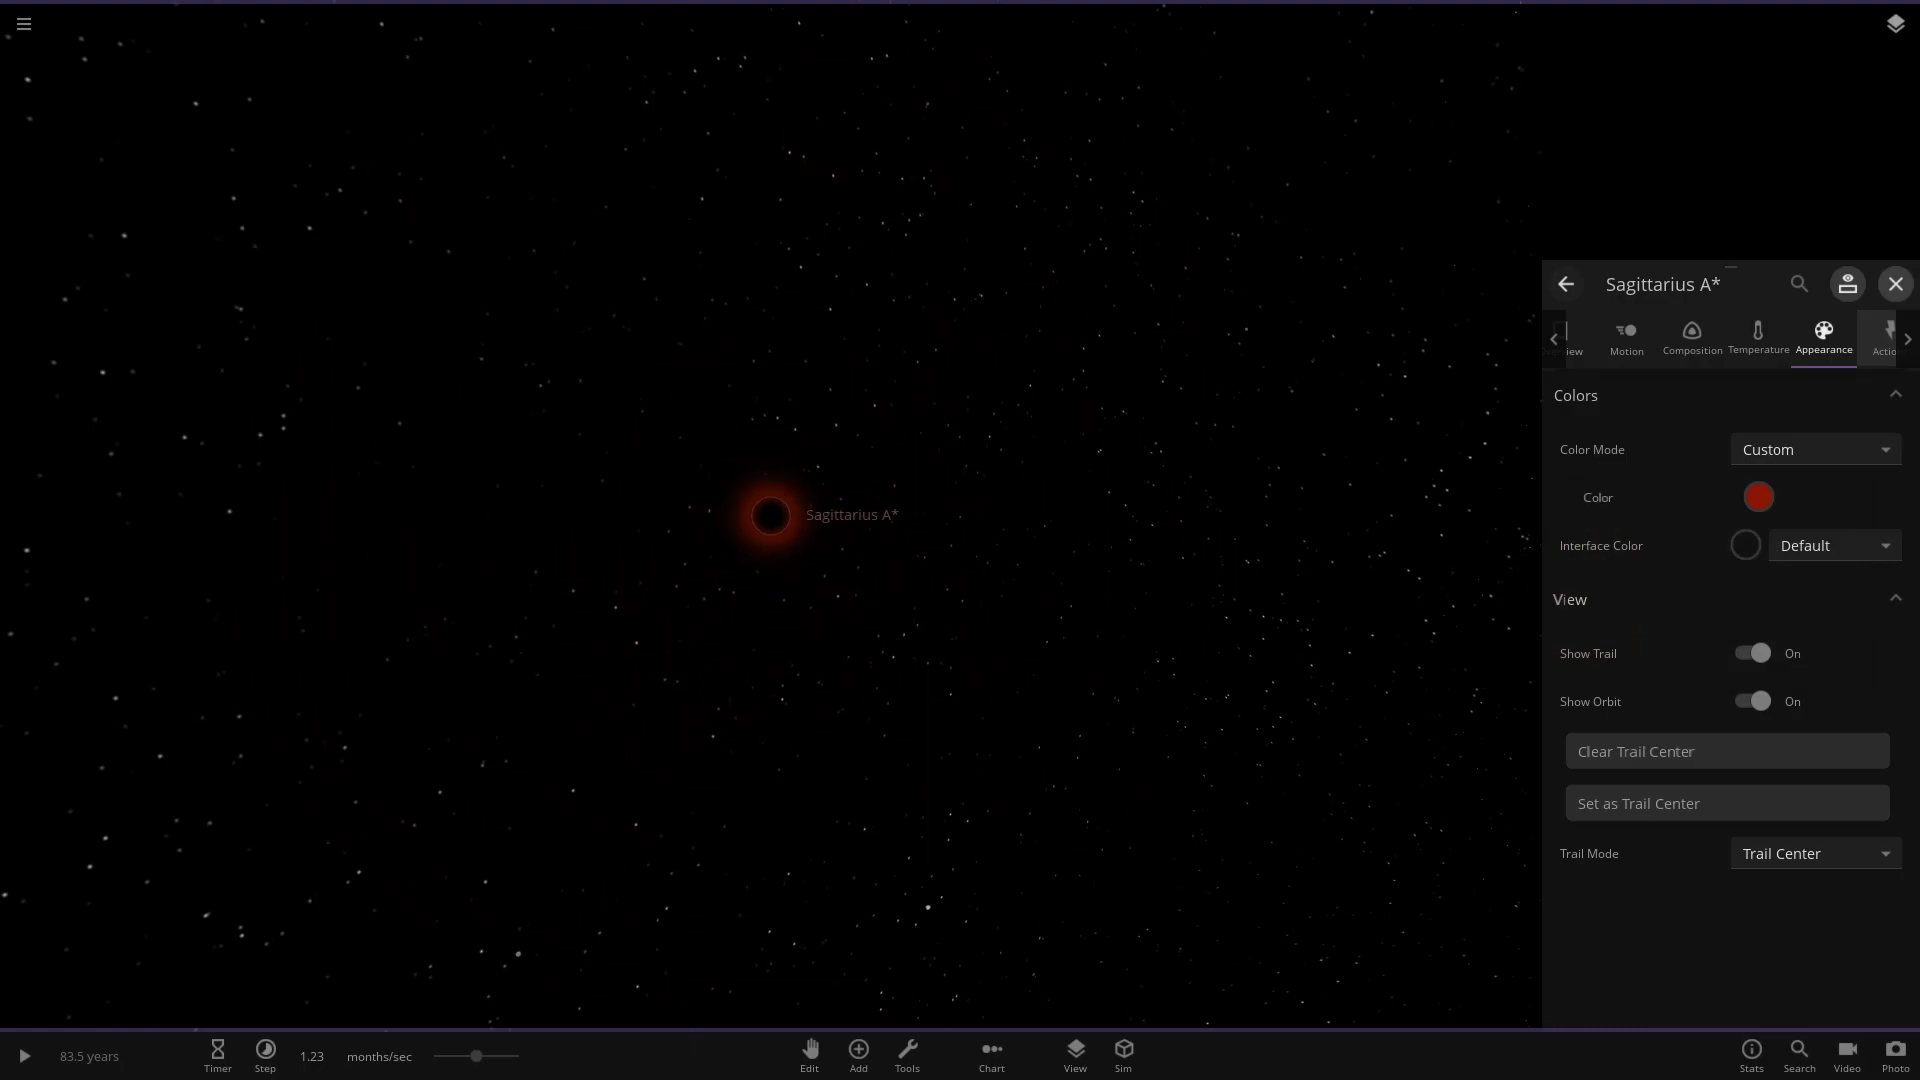 Sagittarius A*
view
Motion
Composition
Temperature
Appearance
Actio
Colors
Color Mode
Custom
Color
Interface Color
Default
View
Show Trail
On
Show Orbit
On
Clear Trail Center
Set as Trail Center
Trail Mode
Trail Center
Sagittarius A*
83.5 years
Timer
Step
1.23
months/sec
Edit
Add
Tools
Chart
View
Sim
Stats
Search
Video
Photo